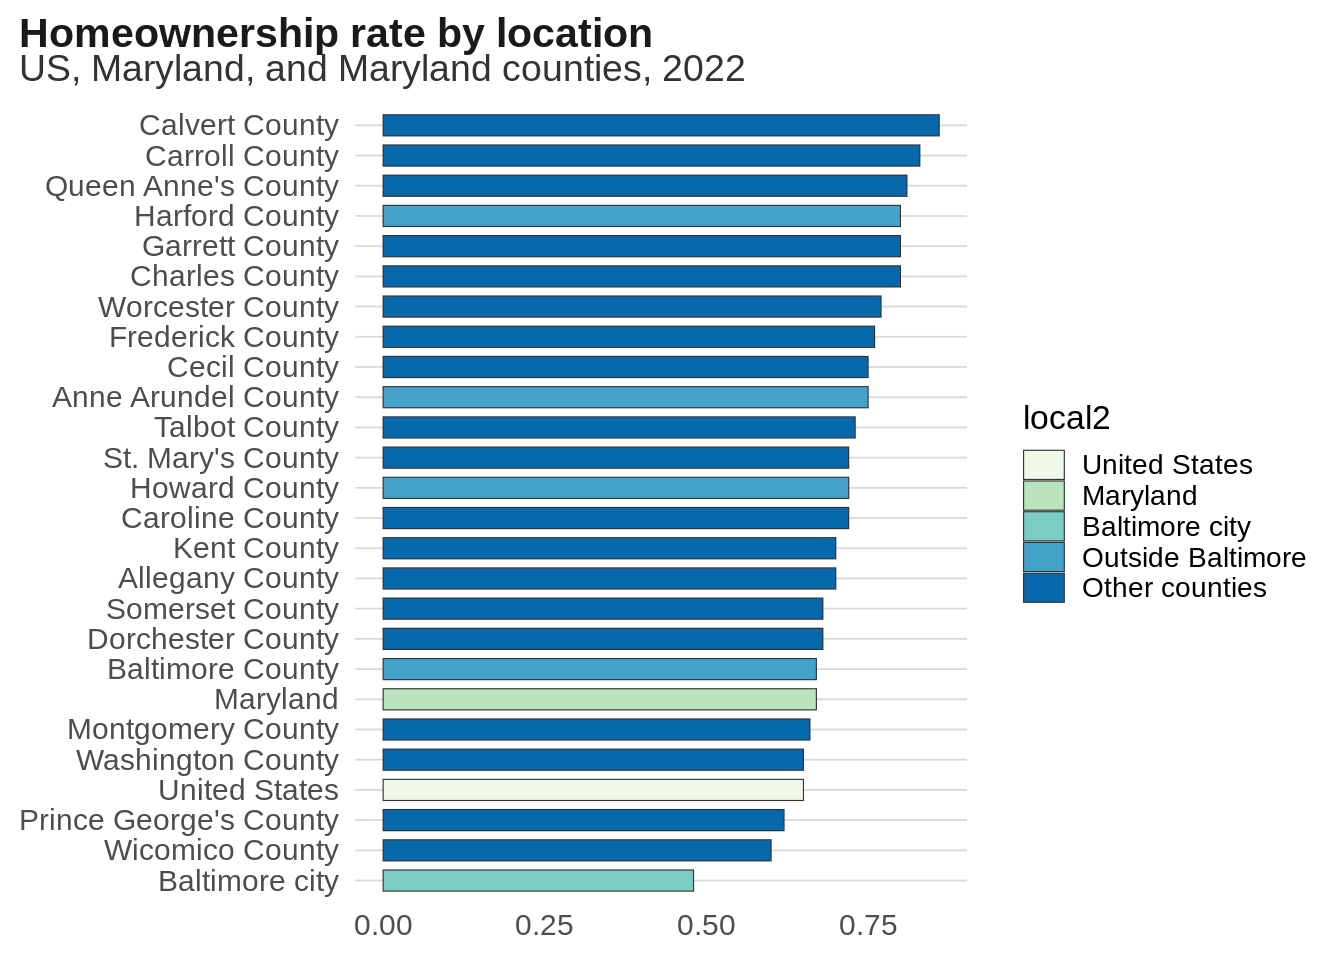 Homeownership rate by location
US, Maryland, and Maryland counties, 2022
Calvert County
Carroll County
Queen Anne's County
Harford County
Garrett County
Charles County
Worcester County
Frederick County
Cecil County
Anne Arundel County
Talbot County
St. Mary's County
Howard County
Caroline County
Kent County
Allegany County
Somerset County
Dorchester County
Baltimore County
Maryland
Montgomery County
Washington County
United States
Prince George's County
Wicomico County
Baltimore city
0.00 0.25 0.50 0.75
local2
United States
Maryland
Baltimore city
Outside Baltimore
Other counties